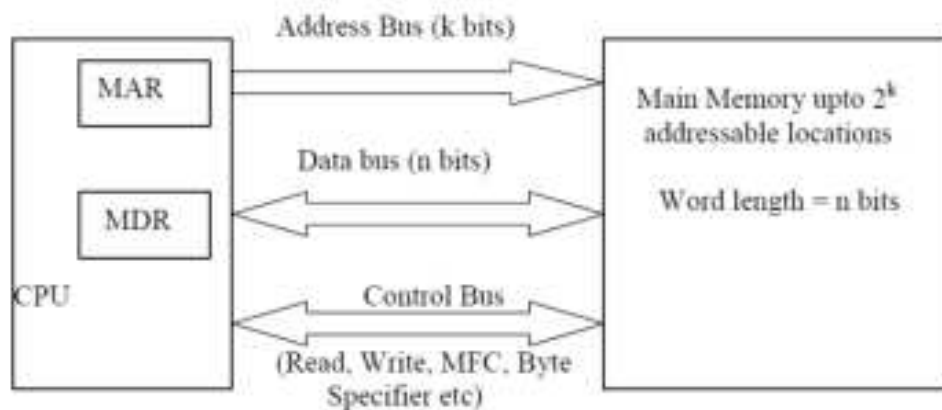 Address Bus (k bits)
MAR
Main Memory upto 2^k
addressable locations
Data bus (n bits)
Word length = n bits
MDR
CPU
Control Bus
(Read, Write, MFC, Byte
Specifier etc)